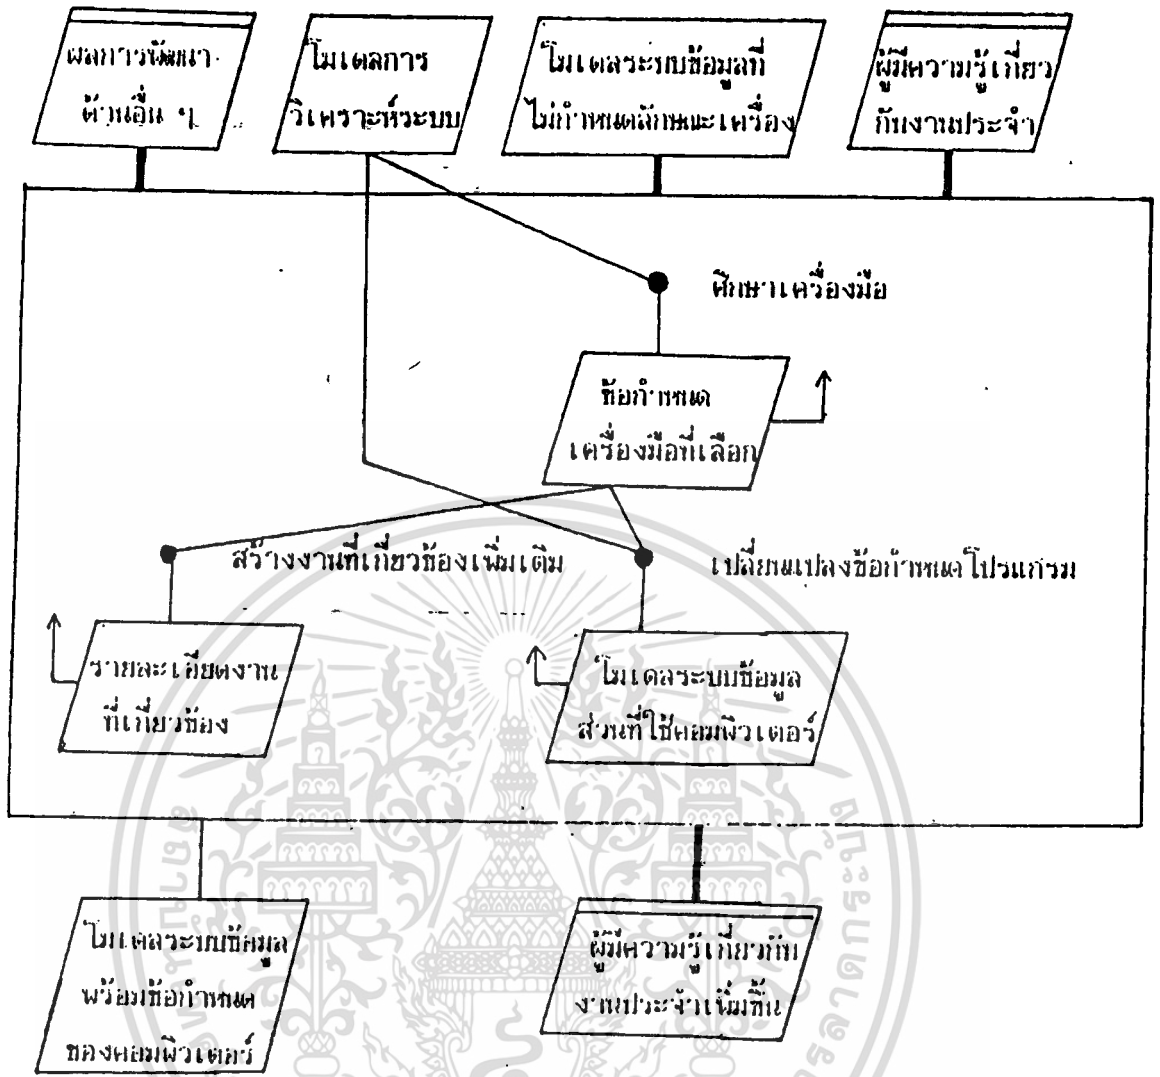 ผลการพัฒนา
ด้านอื่น ๆ
โมเดลการ
วิเคราะห์ระบบ
โมเดลระบบข้อมูลที่
ไม่กำหนดลักษณะเครื่อง
ผู้มีความรู้เกี่ยว
กับงานประจำ
ศึกษาเครื่องมือ
ข้อกำหนด
เครื่องมือที่เลือก
สร้างงานที่เกี่ยวข้องเพิ่มเติม
เปลี่ยนแปลงข้อกำหนดโปรแกรม
รายละเอียดงาน
ที่เกี่ยวข้อง
โมเดลระบบข้อมูล
ส่วนที่ใช้คอมพิวเตอร์
โมเดลระบบข้อมูล
พร้อมข้อกำหนด
ของคอมพิวเตอร์
ผู้มีความรู้เกี่ยวกับ
งานประจำเพิ่มขึ้น